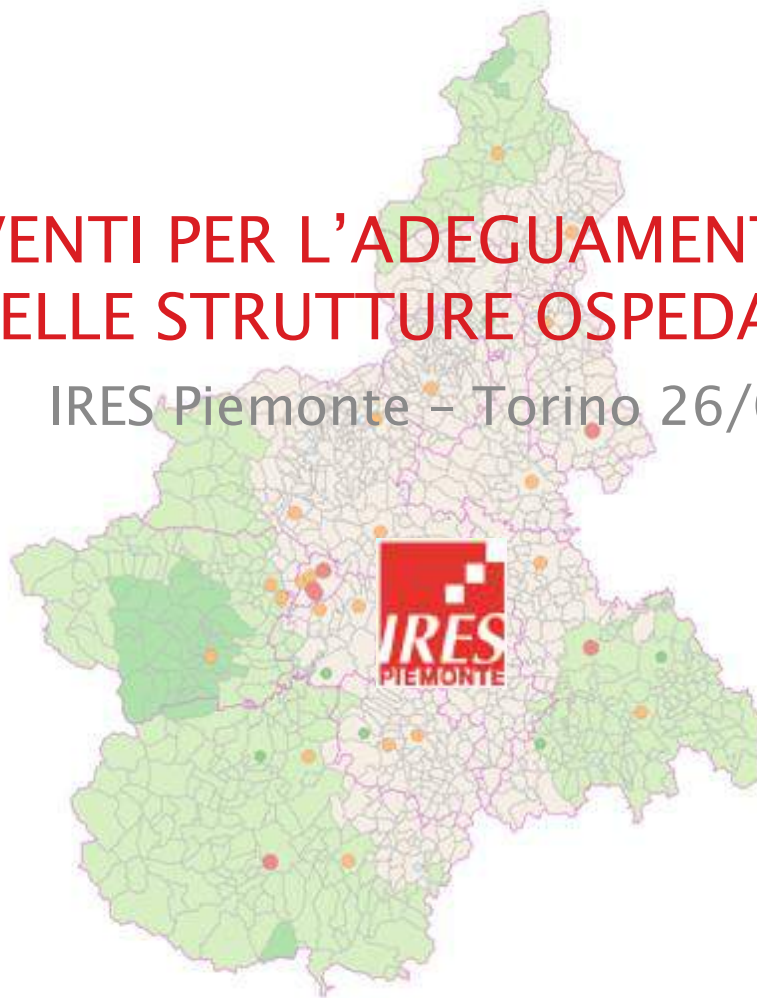 VENTI PER L’ADEGUAMENT
ELLE STRUTTURE OSPEDA
IRES Piemonte – Torino 26/
IRES
PIEMONTE